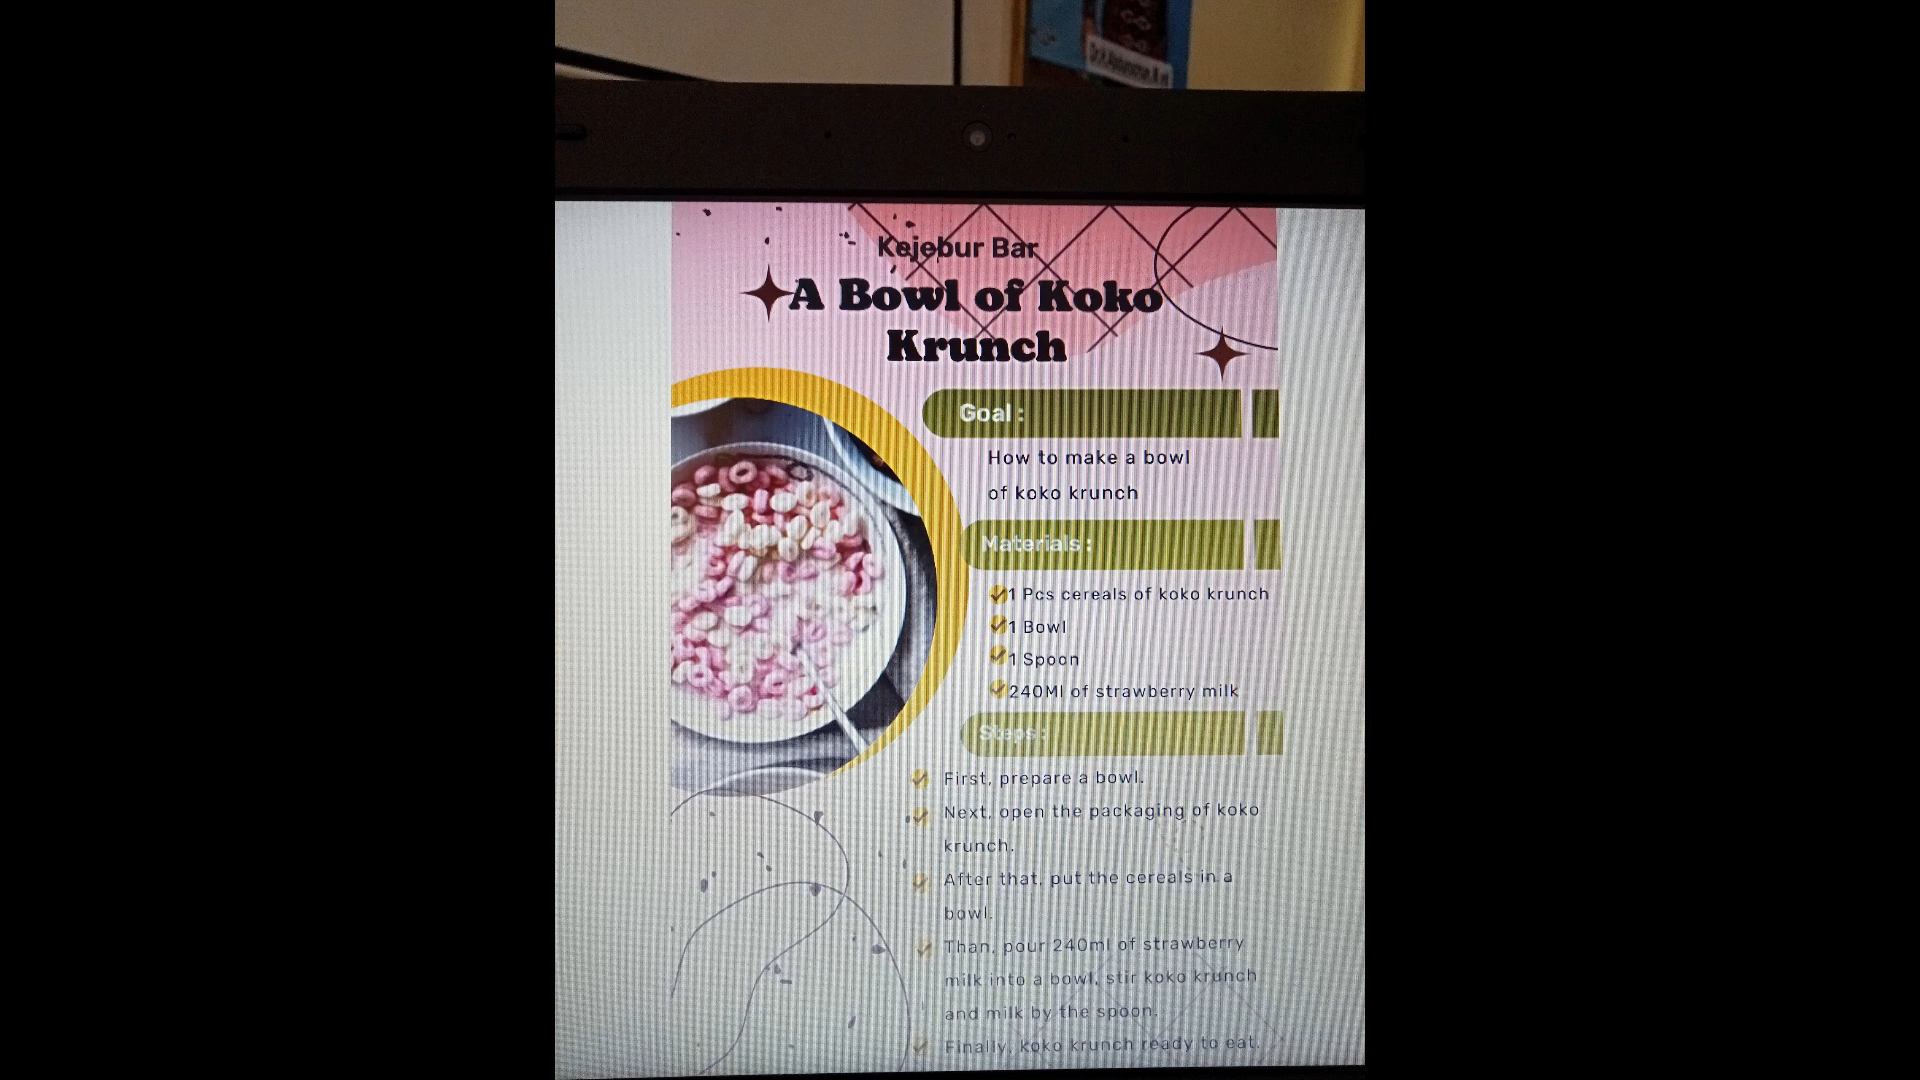 Kejebur Bar
A Bowl of Koko
Krunch
Goal :
How to make a bowl
of koko krunch
Materials :
1 Pcs cereals of koko krunch
1 Bowl
1 Spoon
240Ml of strawberry milk
Steps :
First, prepare a bowl.
Next, open the packaging of koko
krunch.
After that, put the cereals in a
bowl.
Than, pour 240ml of strawberry
milk into a bowl, stir koko krunch
and milk by the spoon.
Finally, koko krunch ready to eat.